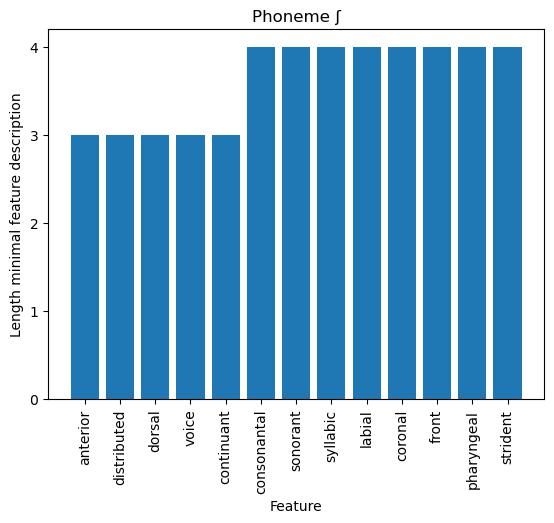 Phoneme ʃ
Length minimal feature description
4
3
2
1
0
anterior
distributed
dorsal
voice
continuant
consonantal
sonorant
syllabic
labial
coronal
front
pharyngeal
strident
Feature